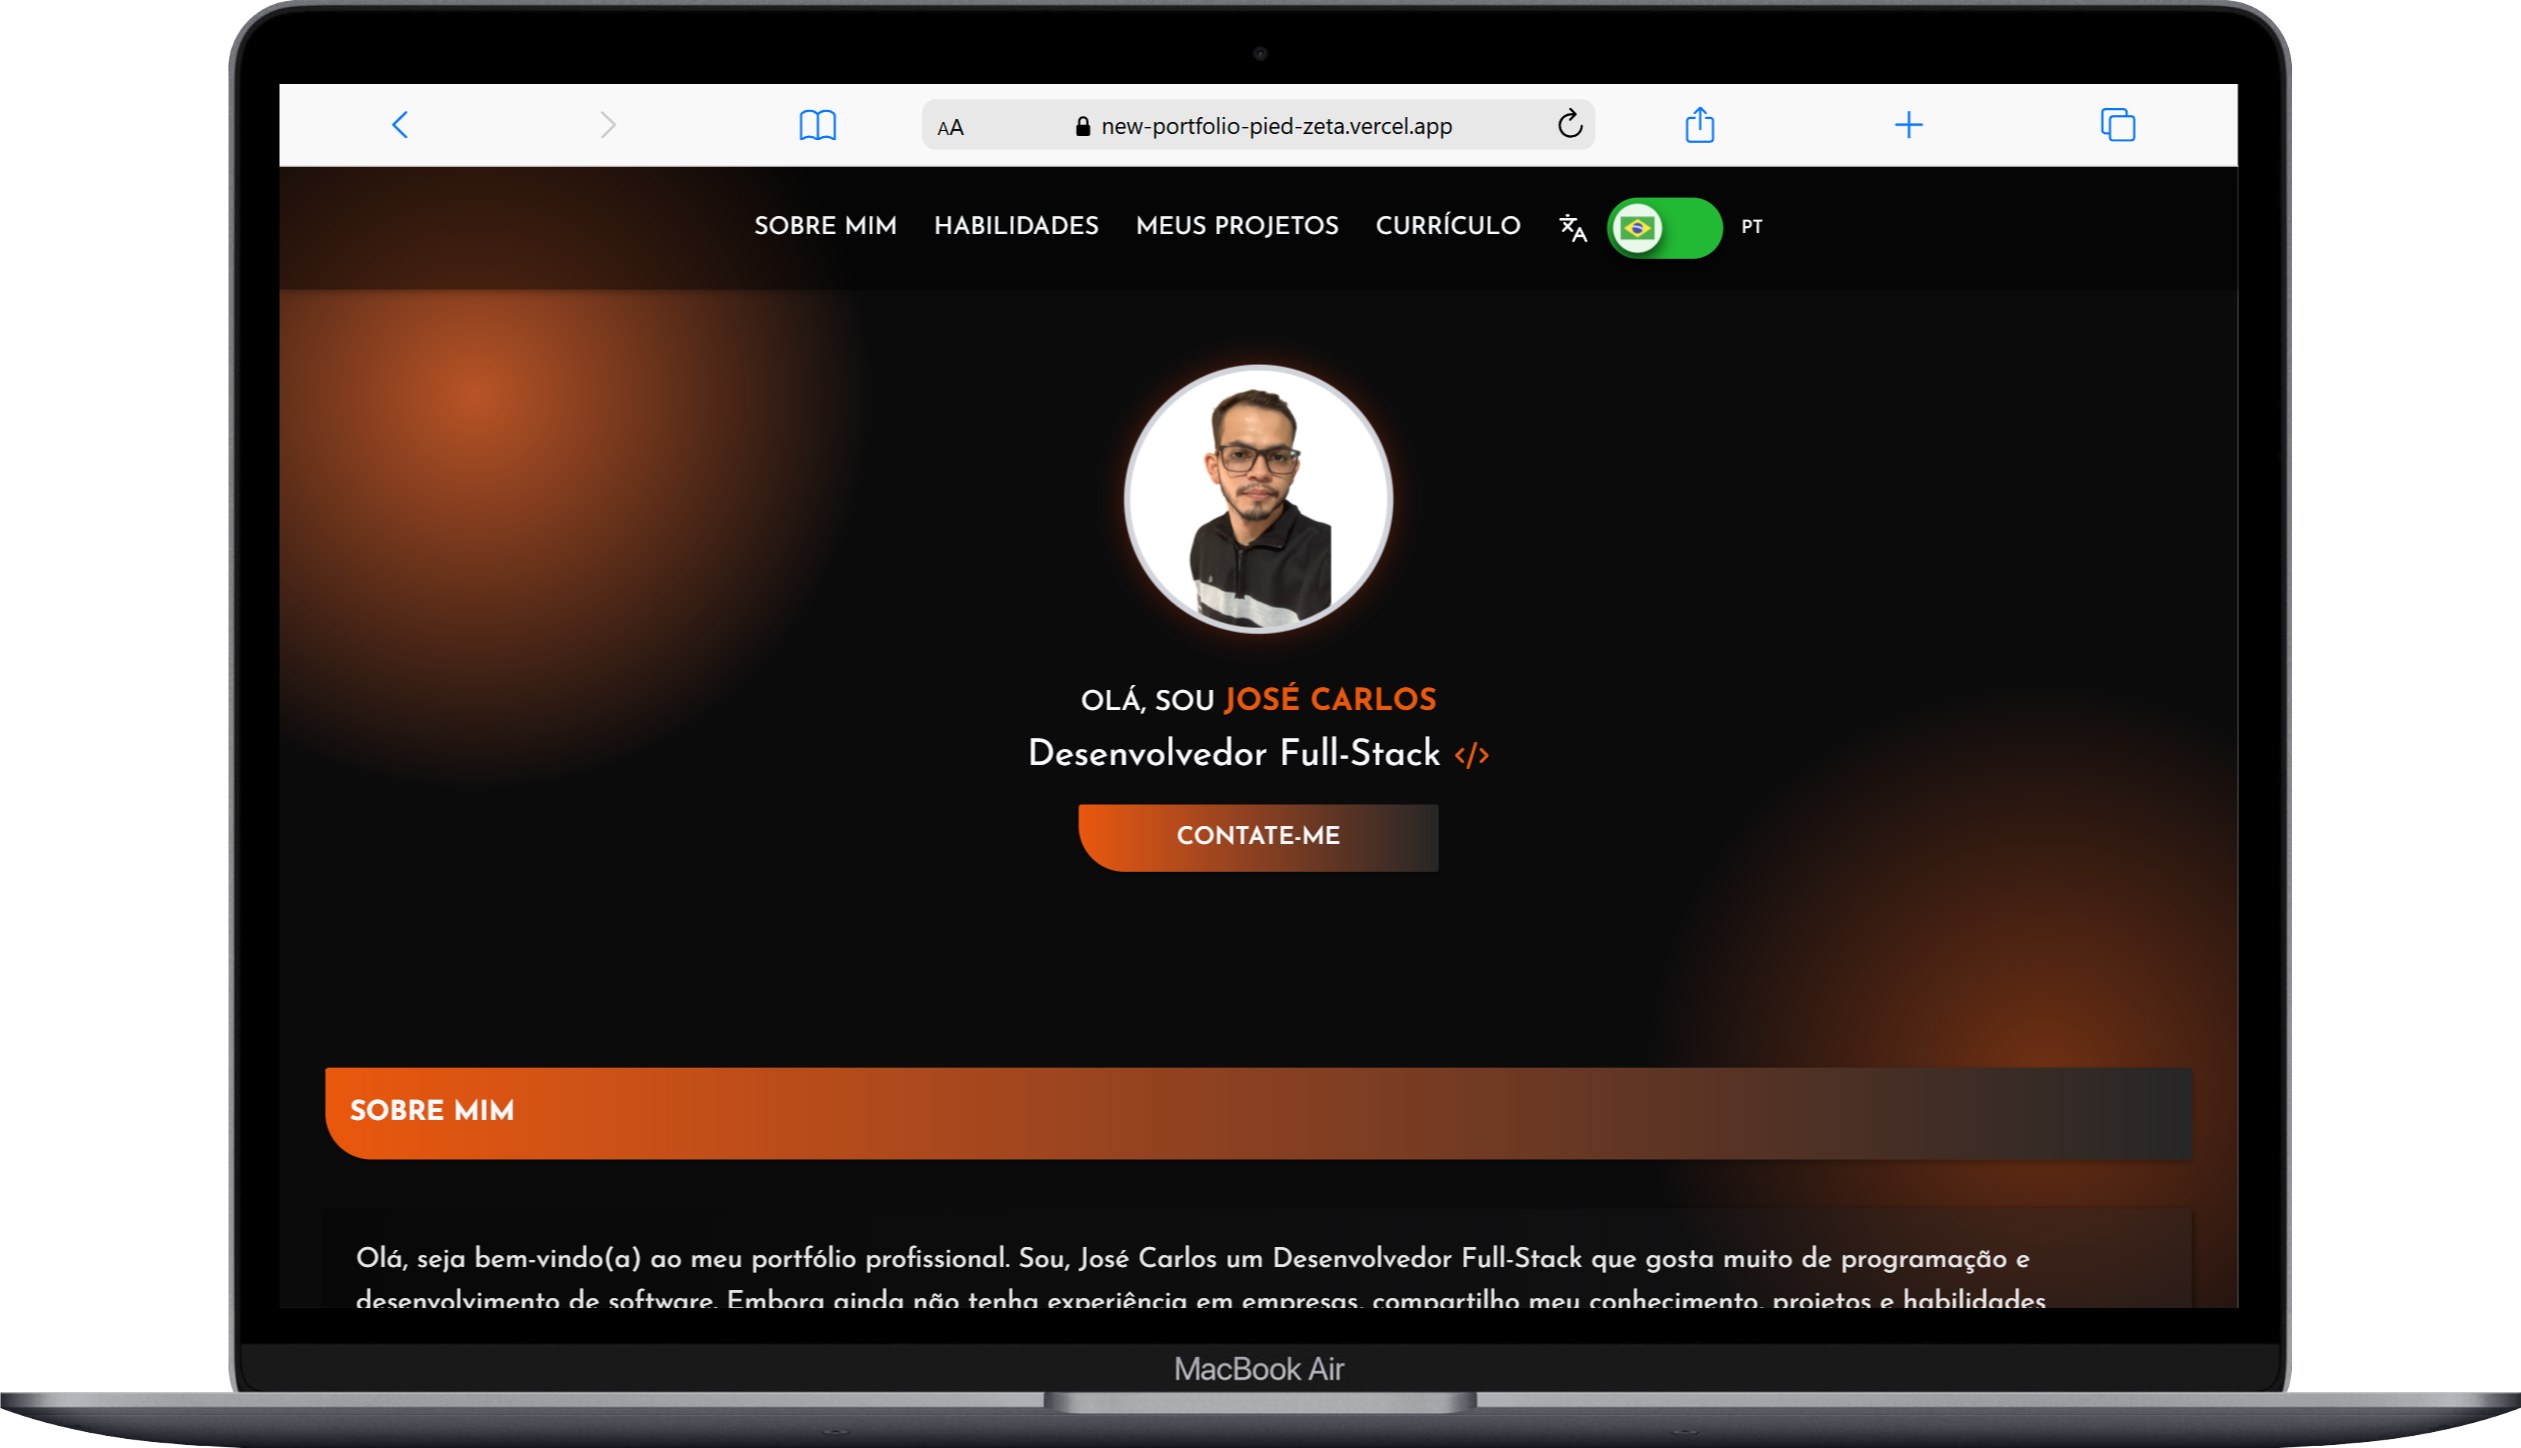 AA new-portfolio-pied-zeta.vercel.app
SOBRE MIM HABILIDADES MEUS PROJETOS CURRÍCULO 文A PT
OLÁ, SOU JOSÉ CARLOS
Desenvolvedor Full-Stack </>
CONTATE-ME
SOBRE MIM
Olá, seja bem-vindo(a) ao meu portfólio profissional. Sou, José Carlos um Desenvolvedor Full-Stack que gosta muito de programação e
desenvolvimento de software. Embora ainda não tenha experiência em empresas, compartilho meu conhecimento, projetos e habilidades
MacBook Air